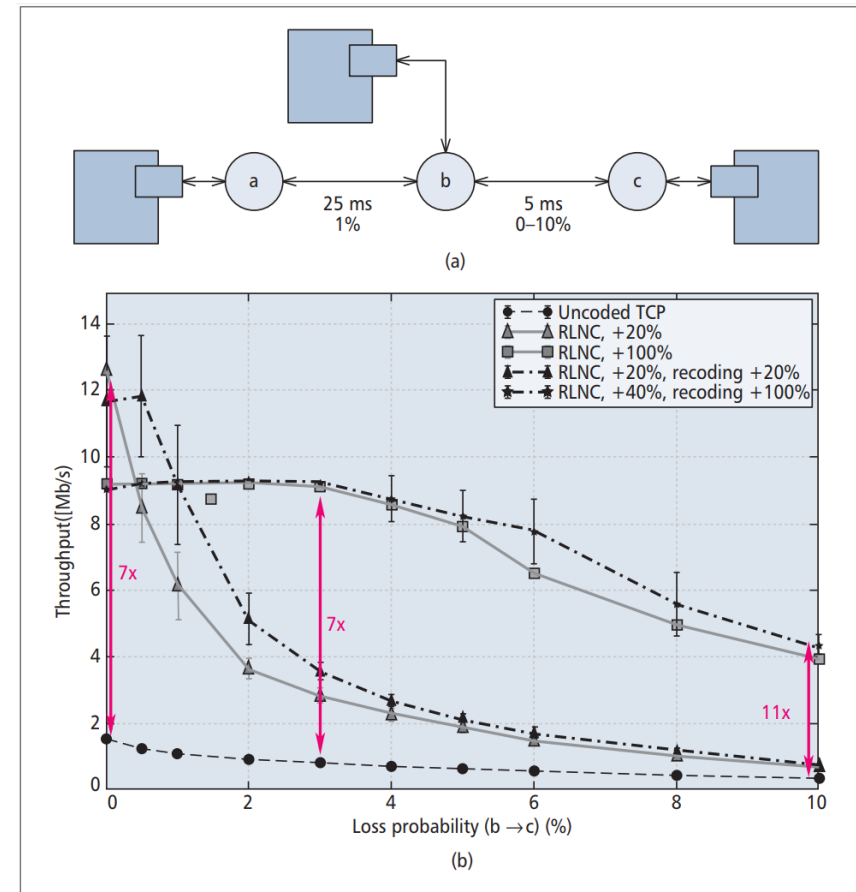 a
b
c
25 ms
1%
5 ms
0–10%
(a)
Uncoded TCP
RLNC, +20%
RLNC, +100%
RLNC, +20%, recoding +20%
RLNC, +40%, recoding +100%
14
12
10
8
6
4
2
0
Throughput([Mb/s)
7x
7x
11x
0
2
4
6
8
10
Loss probability (b →c) (%)
(b)